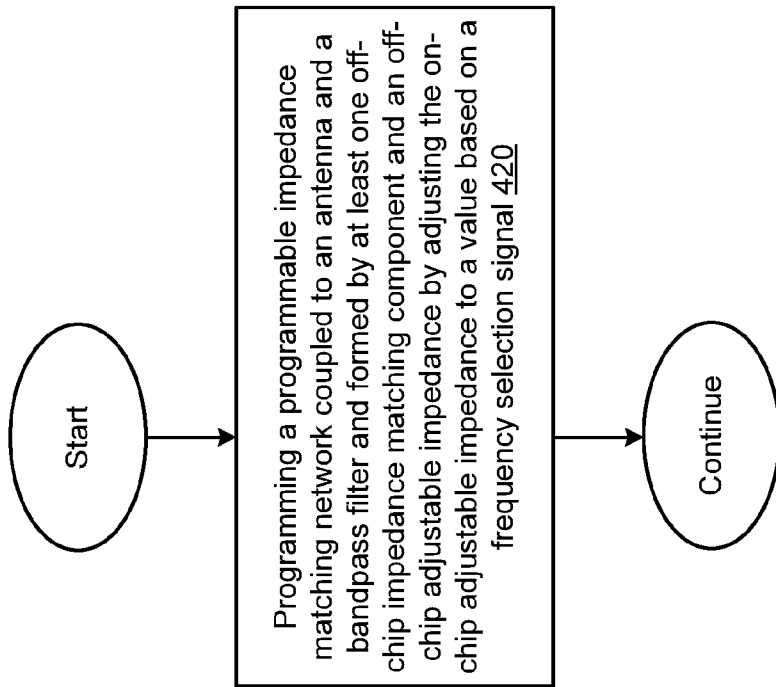 Start
Programming a programmable impedance
matching network coupled to an antenna and a
bandpass filter and formed by at least one off-
chip impedance matching component and an off-
chip adjustable impedance by adjusting the on-
chip adjustable impedance to a value based on a
frequency selection signal 420
Continue